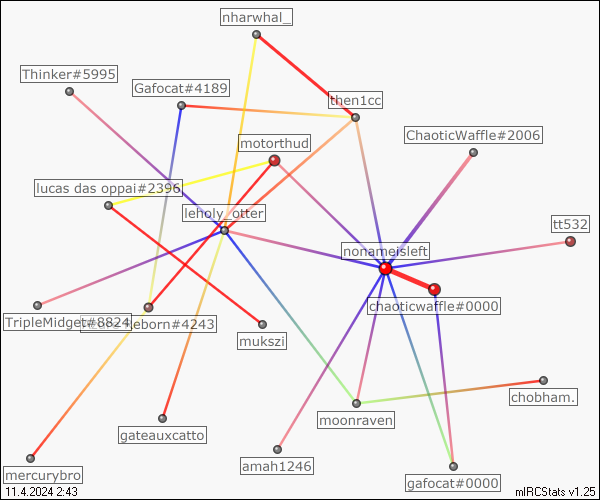 nharwhal_
Thinker#5995
Gafocat#4189
then1cc
ChaoticWaffle#2006
motorthud
lucas das oppai#2396
leholy_otter
tt532
nonameisleft
chaoticwaffle#0000
TripleMidget#8824
eborn#4243
mukszi
chobham.
moonraven
gateauxcatto
amah1246
mercurybro
gafocat#0000
11.4.2024 2:43
mIRCStats v1.25